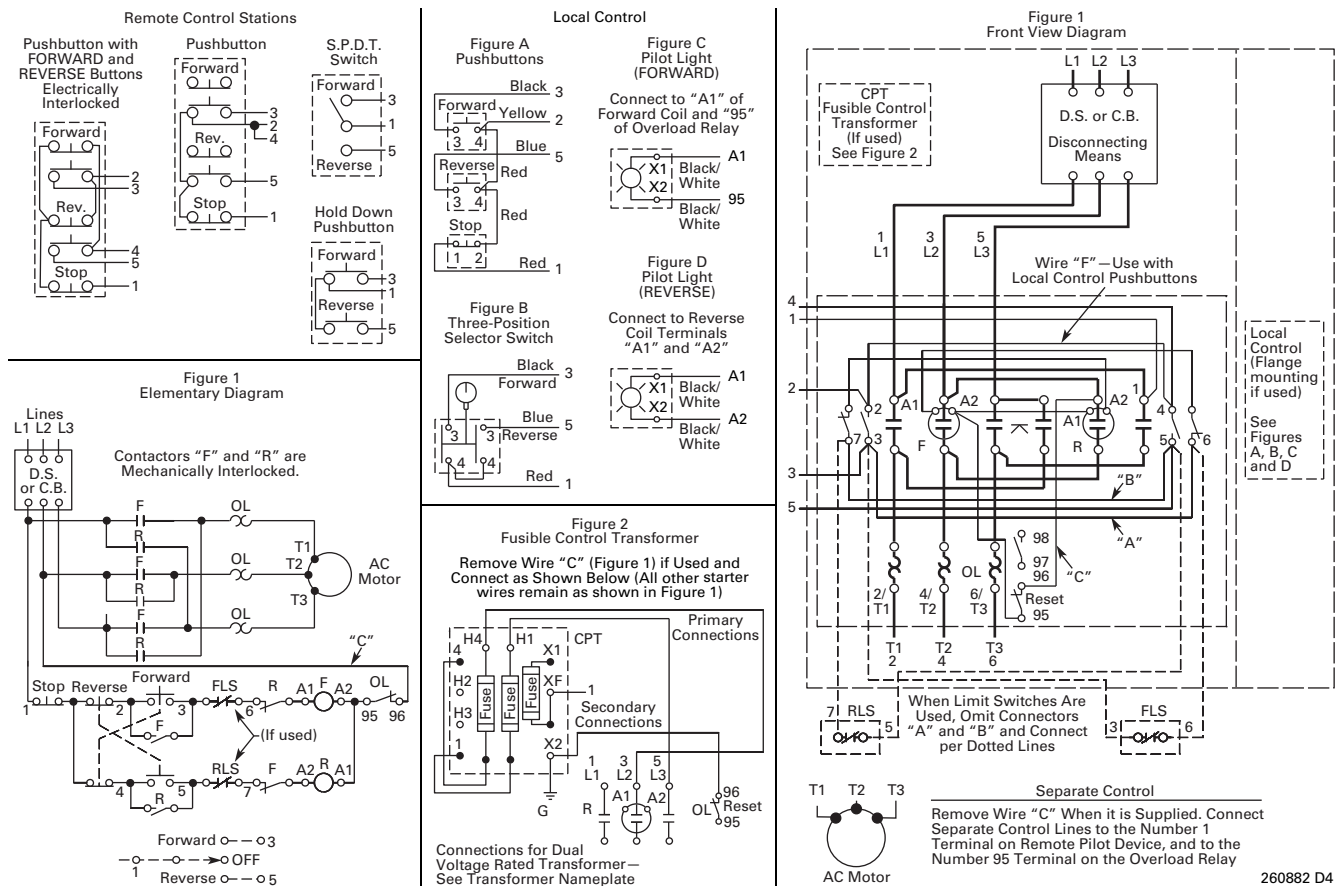 Remote Control Stations
Pushbutton with
FORWARD and
REVERSE Buttons
Electrically
Interlocked
Forward
2
3
Rev.
4
5
Stop
1
Pushbutton
Forward
3
2
4
Rev.
5
Stop
1
S.P.D.T.
Switch
Forward
3
1
5
Reverse
Hold Down
Pushbutton
Forward
3
1
Reverse
5
Figure 1
Elementary Diagram
Lines
L1 L2 L3
D.S.
or C.B.
Contactors “F” and “R” are
Mechanically Interlocked.
F
OL
R
T1
F
OL
T2
AC
Motor
R
T3
F
OL
R
“C”
Forward
Stop Reverse
FLS
R
A1 F A2 OL
1
2
3
6
95 96
F
(If used)
RLS
F
A2 R A1
4
5
7
R
Forward
3
OFF
1
Reverse
5
Local Control
Figure A
Pushbuttons
Black 3
Forward
Yellow 2
3 4
Blue 5
Reverse
Red
3 4
Red
Stop
1 2
Red 1
Figure B
Three-Position
Selector Switch
Black 3
Forward
3 3
Blue 5
Reverse
4 4
Red 1
Figure C
Pilot Light
(FORWARD)
Connect to “A1” of
Forward Coil and “95”
of Overload Relay
X1
A1
Black/
White
X2
95
Black/
White
Figure D
Pilot Light
(REVERSE)
Connect to Reverse
Coil Terminals
“A1” and “A2”
X1
A1
Black/
White
X2
A2
Black/
White
Figure 2
Fusible Control Transformer
Remove Wire “C” (Figure 1) if Used and
Connect as Shown Below (All other starter
wires remain as shown in Figure 1)
Primary
Connections
H4 H1 CPT
4
X1
H2
Fuse Fuse Fuse
XF
1
H3
Secondary
Connections
1
X2
G
1 3 5
L1 L2 L3
R
A1 A2
96
OL Reset
95
Connections for Dual
Voltage Rated Transformer—
See Transformer Nameplate
Figure 1
Front View Diagram
L1 L2 L3
CPT
Fusible Control
Transformer
(If used)
See Figure 2
D.S. or C.B.
Disconnecting
Means
1 3 5
L1 L2 L3
Wire “F”—Use with
Local Control Pushbuttons
4
1
2
2
A1 A2
A1 A2
1
4
7 3
F
R
5 6
3
5
“B”
“A”
98
97
96
OL
“C”
Reset
95
2/ 4/ 6/
T1 T2 T3
T1 T2 T3
2 4 6
Local
Control
(Flange
mounting
if used)
See
Figures
A, B, C
and D
7 RLS 5
When Limit Switches Are
Used, Omit Connectors
“A” and “B” and Connect
per Dotted Lines
3 FLS 6
T1 T2 T3
AC Motor
Separate Control
Remove Wire “C” When it is Supplied. Connect
Separate Control Lines to the Number 1
Terminal on Remote Pilot Device, and to the
Number 95 Terminal on the Overload Relay
260882 D4